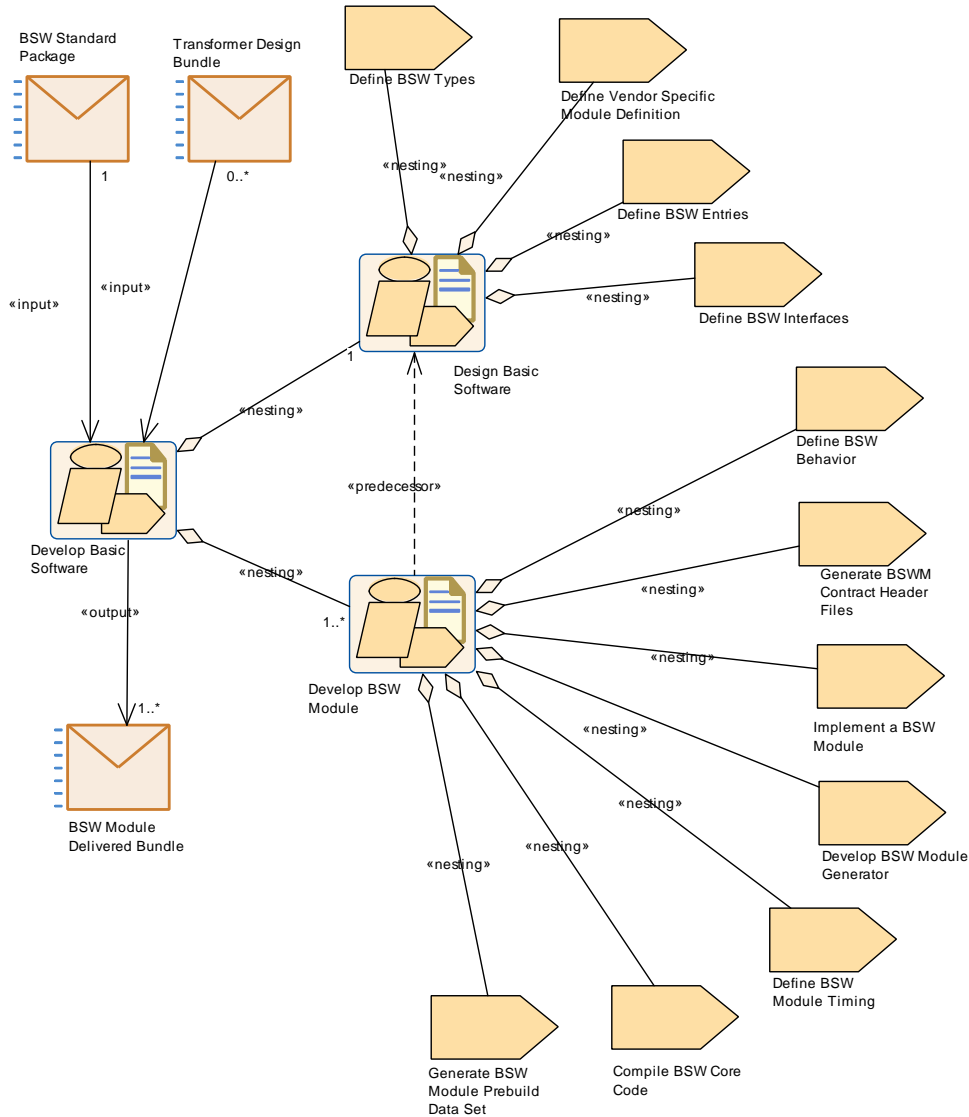 BSW Standard
Package
Transformer Design
Bundle
Define BSW Types
Define Vendor Specific
Module Definition
«nesting»
«nesting»
1
0..*
Define BSW Entries
«nesting»
«nesting»
«input»
«input»
Define BSW Interfaces
1
Design Basic
Software
«nesting»
Define BSW
Behavior
«predecessor»
«nesting»
Develop Basic
Software
«nesting»
Generate BSWM
Contract Header
Files
«nesting»
«output»
1..*
«nesting»
Develop BSW
Module
1..*
Implement a BSW
Module
«nesting»
«nesting»
BSW Module
Delivered Bundle
«nesting»
«nesting»
Develop BSW Module
Generator
Define BSW
Module Timing
Generate BSW
Module Prebuild
Data Set
Compile BSW Core
Code